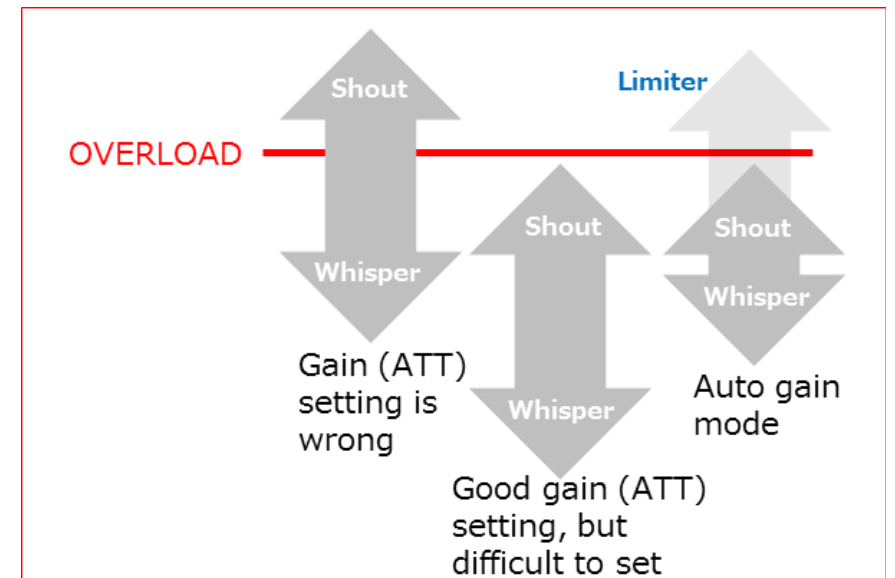 Shout
Limiter
OVERLOAD
Shout
Shout
Whisper
Whisper
Gain (ATT)
setting is
wrong
Auto gain
mode
Whisper
Good gain (ATT)
setting, but
difficult to set